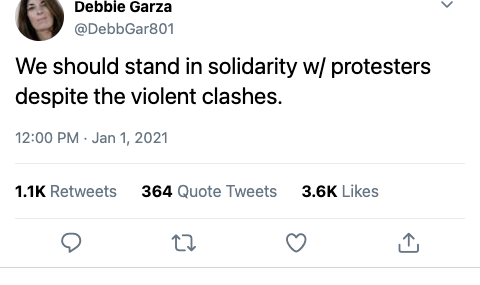 Debbie Garza
@DebbGar801
We should stand in solidarity w/ protesters
despite the violent clashes.
12:00 PM · Jan 1, 2021
1.1K Retweets 364 Quote Tweets 3.6K Likes